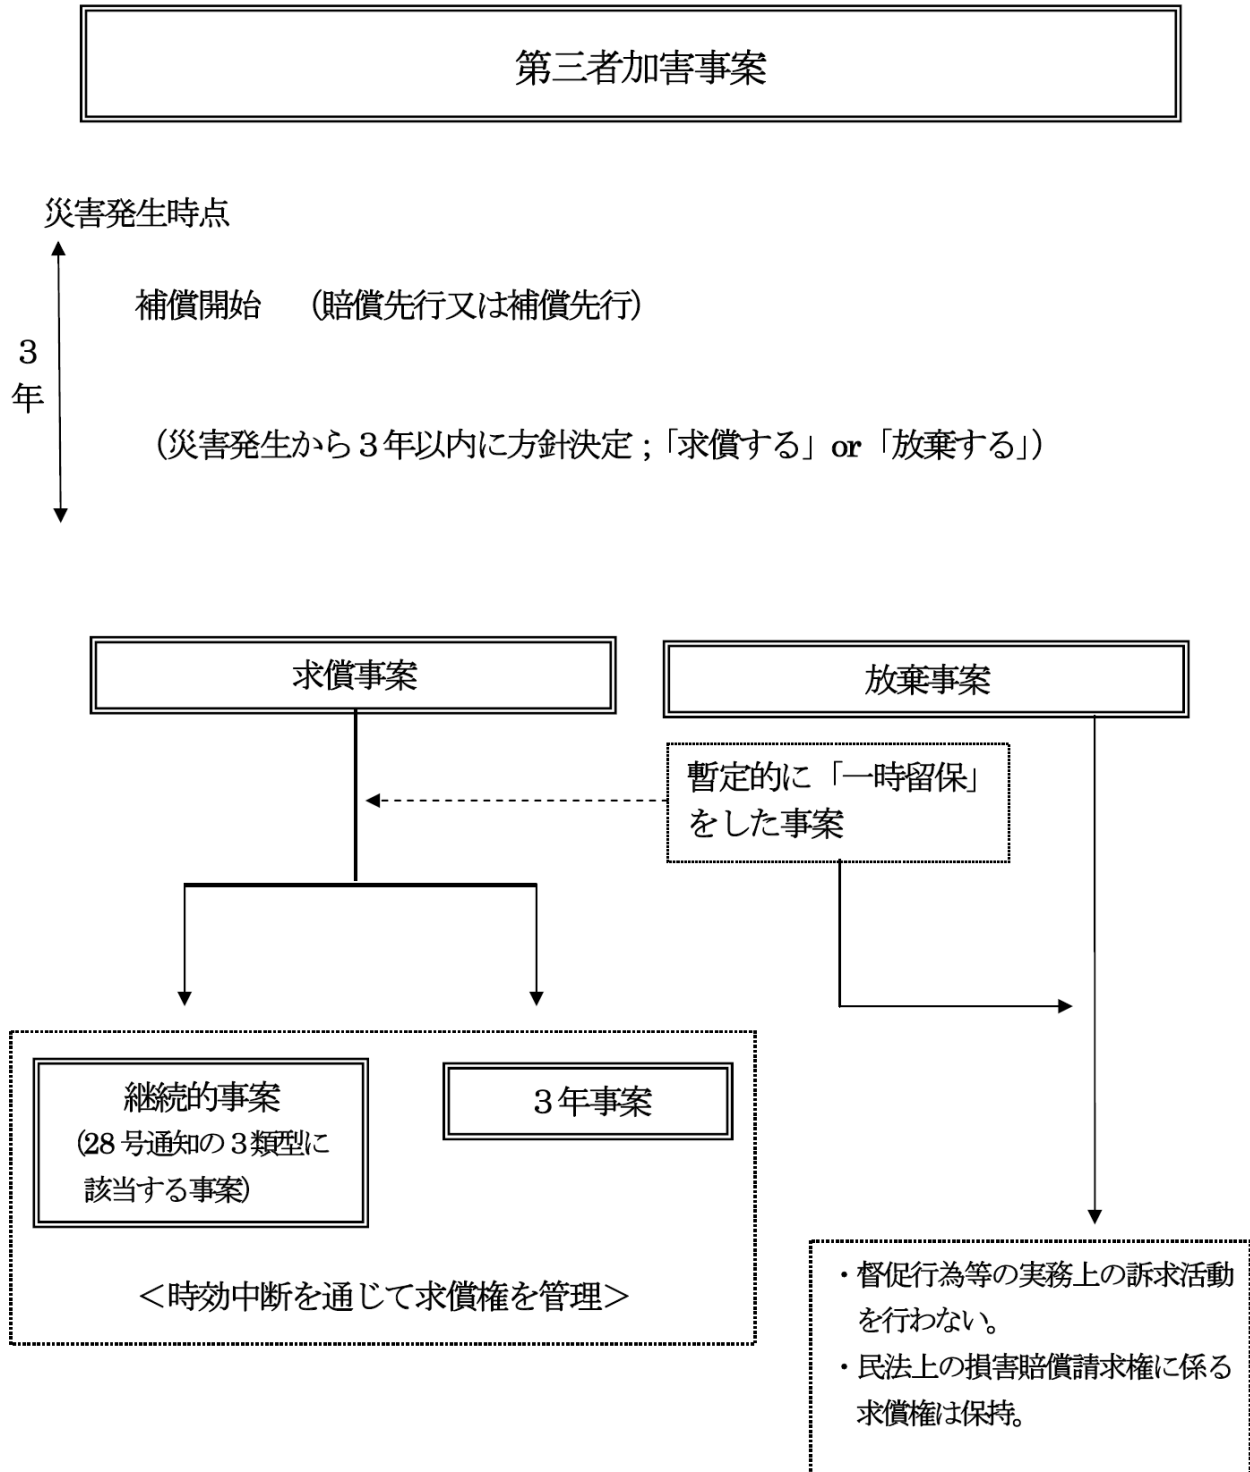 第三者加害事案
災害発生時点
補償開始 (賠償先行又は補償先行)
3
年
(災害発生から3年以内に方針決定;「求償する」or「放棄する」)
求償事案
放棄事案
暫定的に「一時留保」
をした事案
継続的事案
(28号通知の3類型に
該当する事案)
3年事案
<時効中断を通じて求償権を管理>
・督促行為等の実務上の訴求活動
を行わない。
・民法上の損害賠償請求権に係る
求償権は保持。